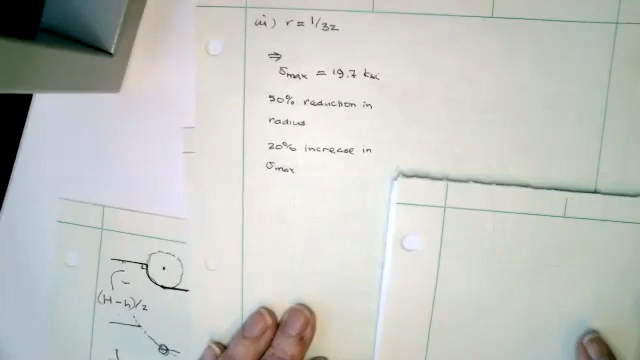 iii) r = 1/32
⇒
σmax = 19.7 ksi
50% reduction in
radius
20% increase in
σmax
(H-h)/2